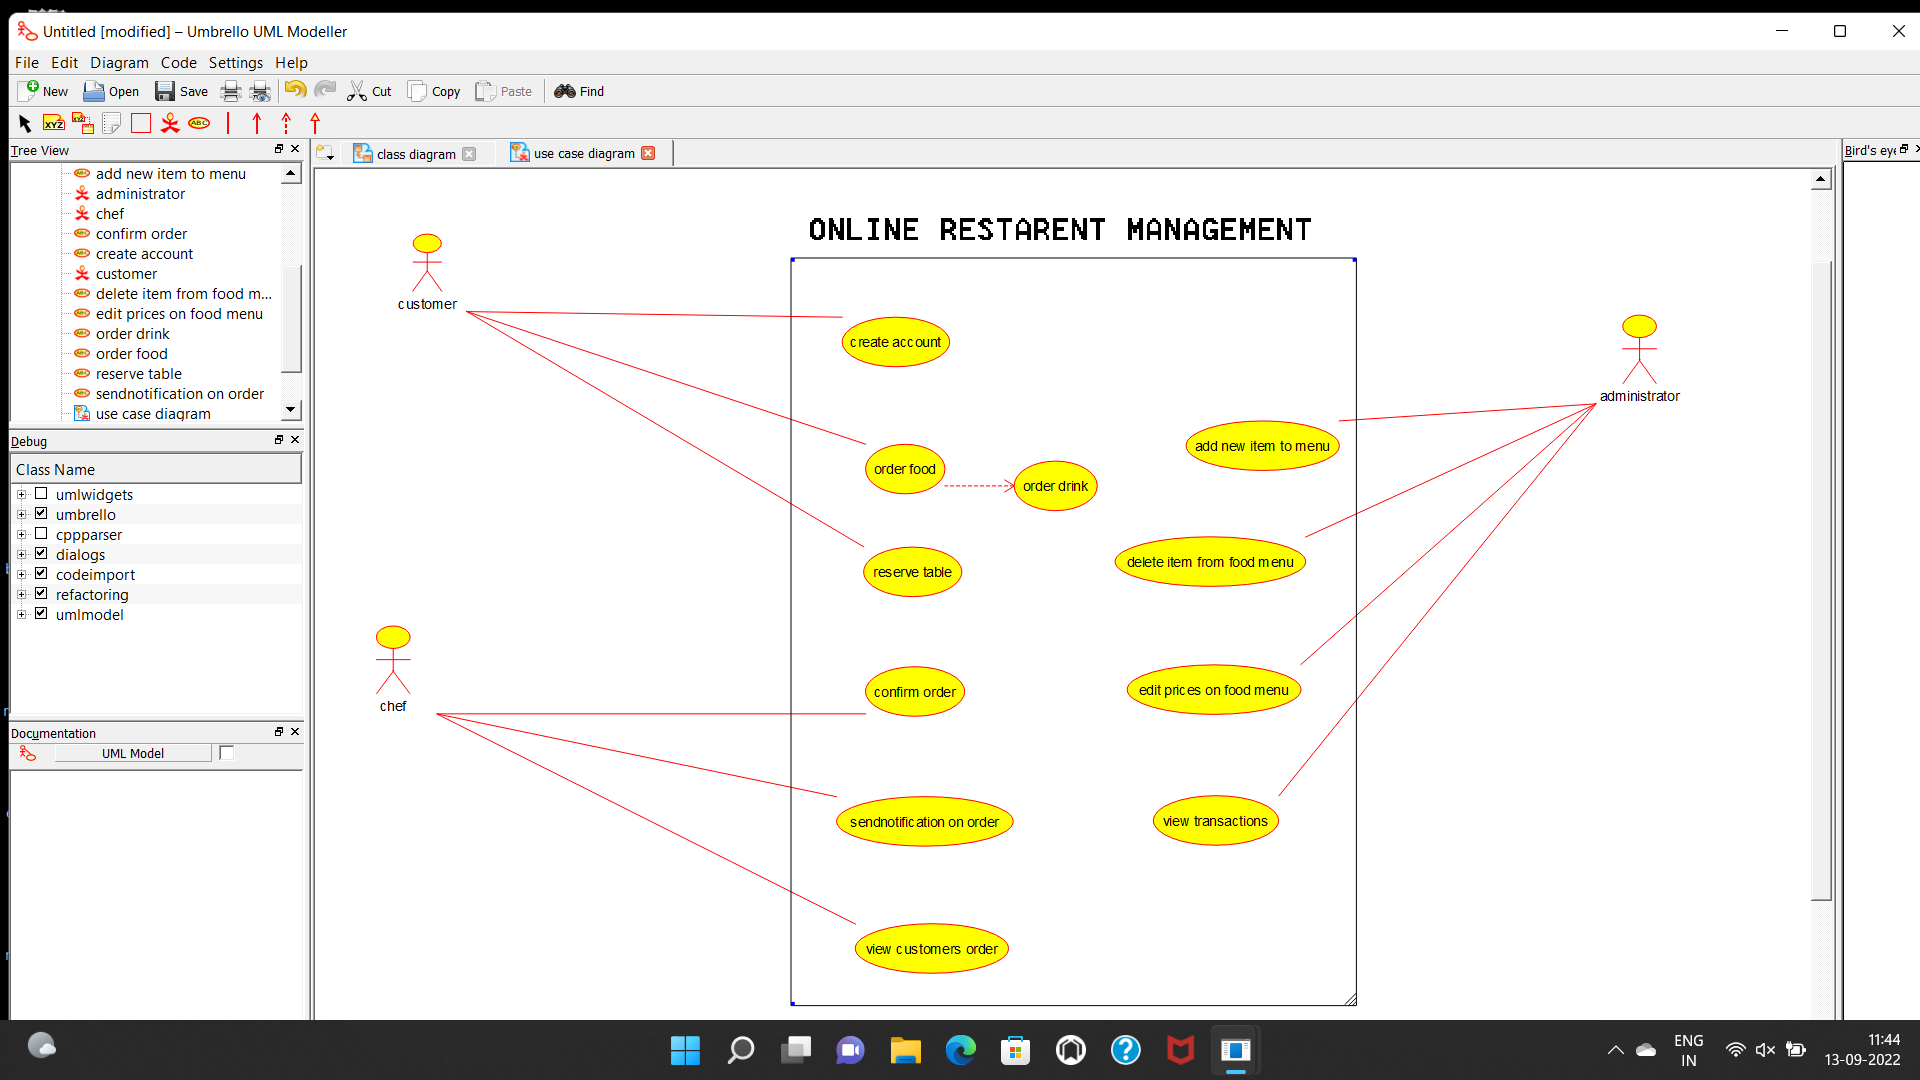 Untitled [modified] – Umbrello UML Modeller
File Edit Diagram Code Settings Help
New Open Save Cut Copy Paste Find
XYZ XYZ ABC
Tree View
add new item to menu
administrator
chef
confirm order
create account
customer
delete item from food m...
edit prices on food menu
order drink
order food
reserve table
sendnotification on order
use case diagram
Debug
Class Name
umlwidgets
umbrello
cppparser
dialogs
codeimport
refactoring
umlmodel
Documentation
UML Model
class diagram
use case diagram
Bird's eye
ONLINE RESTARENT MANAGEMENT
customer
create account
administrator
add new item to menu
order food
order drink
delete item from food menu
reserve table
confirm order
edit prices on food menu
chef
sendnotification on order
view transactions
view customers order
ENG
IN
11:44
13-09-2022